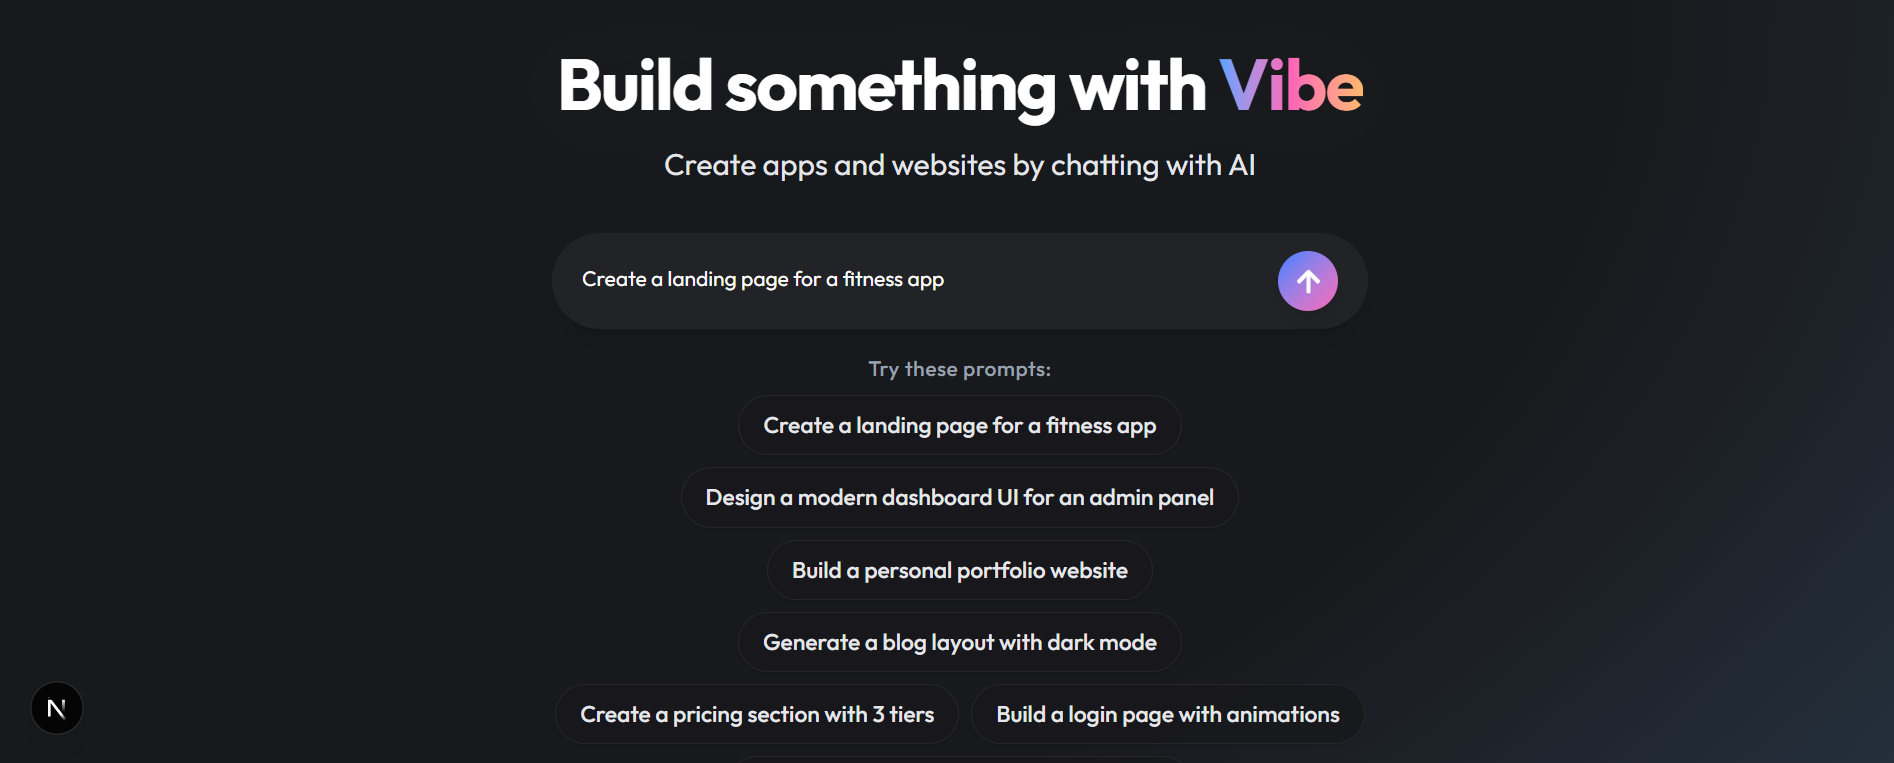 Build something with Vibe
Create apps and websites by chatting with AI
Create a landing page for a fitness app
Try these prompts:
Create a landing page for a fitness app
Design a modern dashboard UI for an admin panel
Build a personal portfolio website
Generate a blog layout with dark mode
Create a pricing section with 3 tiers
Build a login page with animations
N